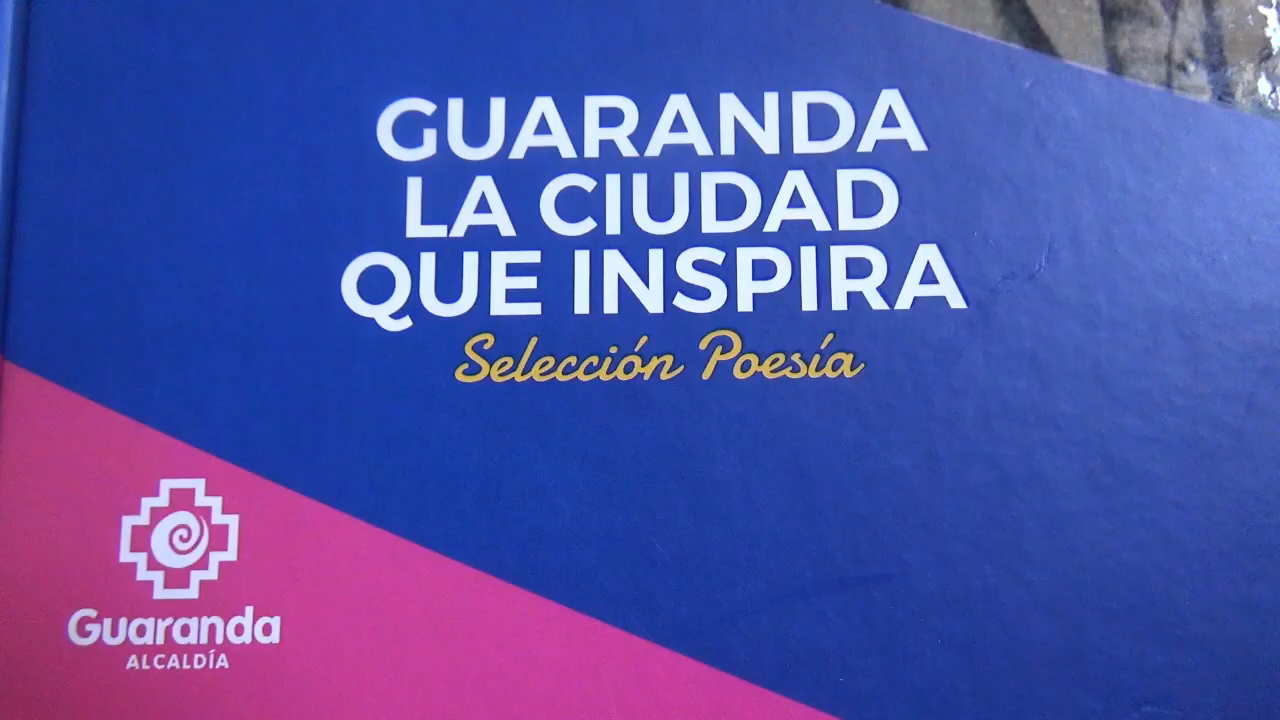 GUARANDA
LA CIUDAD
QUE INSPIRA
Selección Poesía
Guaranda
ALCALDÍA